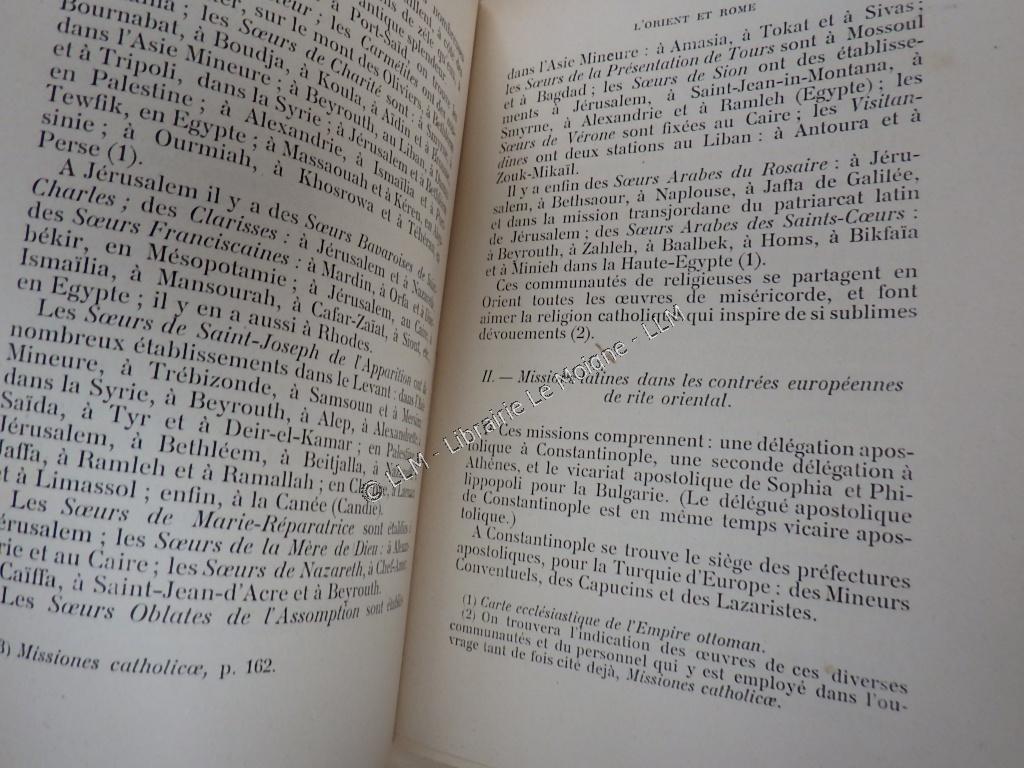 antique splendeur
Bournabat, à Boudja, à Koula, à Aïdin et à
dans l'Asie Mineure ; à Beyrouth, au Liban, à
et à Tripoli, dans la Syrie ; à Jérusalem et à Bethléem
en Palestine ; à Alexandrie, à Ismaïlia et à
Tewfik, en Egypte ; à Massaouah et à Kéren, en Abys-
sinie ; à Ourmiah, à Khosrowa et à Téhéran
Perse (1).
A Jérusalem il y a des Sœurs Bavaroises de Saint-
Charles ; des Clarisses : à Jérusalem et à Nazareth
des Sœurs Franciscaines : à Mardin, à Orfa et à
békir, en Mésopotamie ; à Jérusalem, au Caire, à
Ismaïlia, à Mansourah, à Cafar-Zaïat, à Siout, etc.
en Egypte ; il y en a aussi à Rhodes.
Les Sœurs de Saint-Joseph de l'Apparition ont de
nombreux établissements dans le Levant : dans l'Asie
Mineure, à Trébizonde, à Samsoun et à
dans la Syrie, à Beyrouth, à Alep, à Alexandrette, à
Saïda, à Tyr et à Deir-el-Kamar ; en Palestine
Jérusalem, à Bethléem, à Beitjalla, à
Jaffa, à Ramleh et à Ramallah ; en
et à Limassol ; enfin, à la Canée (Candie).
Les Sœurs de Marie-Réparatrice sont établies à
Jérusalem ; les Sœurs de la Mère de Dieu : à Alexan-
rie et au Caire ; les Sœurs de Nazareth, à Chef-Amar,
Caïffa, à Saint-Jean-d'Acre et à Beyrouth.
Les Sœurs Oblates de l'Assomption sont établies
3) Missiones catholicæ, p. 162.
L'ORIENT ET ROME
dans l'Asie Mineure : à Amasia, à Tokat et à Sivas ;
les Sœurs de la Présentation de Tours sont à Mossoul
et à Bagdad ; les Sœurs de Sion ont des établisse-
ments à Jérusalem, à Saint-Jean-in-Montana, à
Smyrne, à Alexandrie et à Ramleh (Egypte) ; les
Sœurs de Vérone sont fixées au Caire ; les Visitan-
dines ont deux stations au Liban : à Antoura et à
Zouk-Mikaïl.
Il y a enfin des Sœurs Arabes du Rosaire : à Jéru-
salem, à Bethsaour, à Naplouse, à Jaffa de Galilée,
et dans la mission transjordane du patriarcat latin
de Jérusalem ; des Sœurs Arabes des Saints-Cœurs :
à Beyrouth, à Zahleh, à Baalbek, à Homs, à Bikfaïa
et à Minieh dans la Haute-Egypte (1).
Ces communautés de religieuses se partagent en
Orient toutes les œuvres de miséricorde, et font
aimer la religion catholique qui inspire de si sublimes
dévouements (2).
II. — Missions latines dans les contrées européennes
de rite oriental.
Ces missions comprennent : une délégation apos-
tolique à Constantinople, une seconde délégation à
Athènes, et le vicariat apostolique de Sophia et Phi-
lippopoli pour la Bulgarie. (Le délégué apostolique
de Constantinople est en même temps vicaire apos-
tolique.)
A Constantinople se trouve le siège des préfectures
apostoliques, pour la Turquie d'Europe : des Mineurs
Conventuels, des Capucins et des Lazaristes.
(1) Carte ecclésiastique de l'Empire ottoman.
(2) On trouvera l'indication des œuvres de ces diverses
communautés et du personnel qui y est employé dans l'ou-
vrage tant de fois cité dejà, Missiones catholicæ.
© LLM - Librairie Le Moigne - LLM